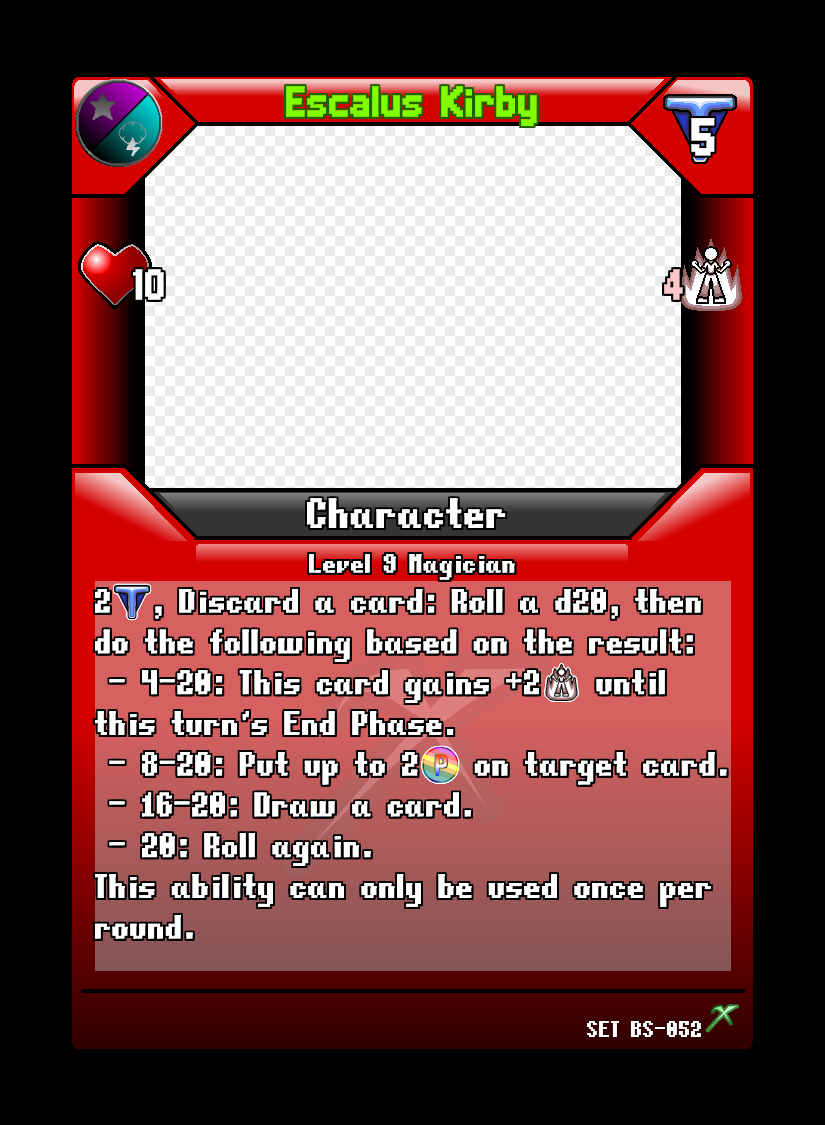 Escalus Kirby
5
10
4
Character
Level 9 Magician
2T, Discard a card: Roll a d20, then
do the following based on the result:
- 4-20: This card gains +2 until
this turn's End Phase.
- 8-20: Put up to 2P on target card.
- 16-20: Draw a card.
- 20: Roll again.
This ability can only be used once per
round.
SET BS-052